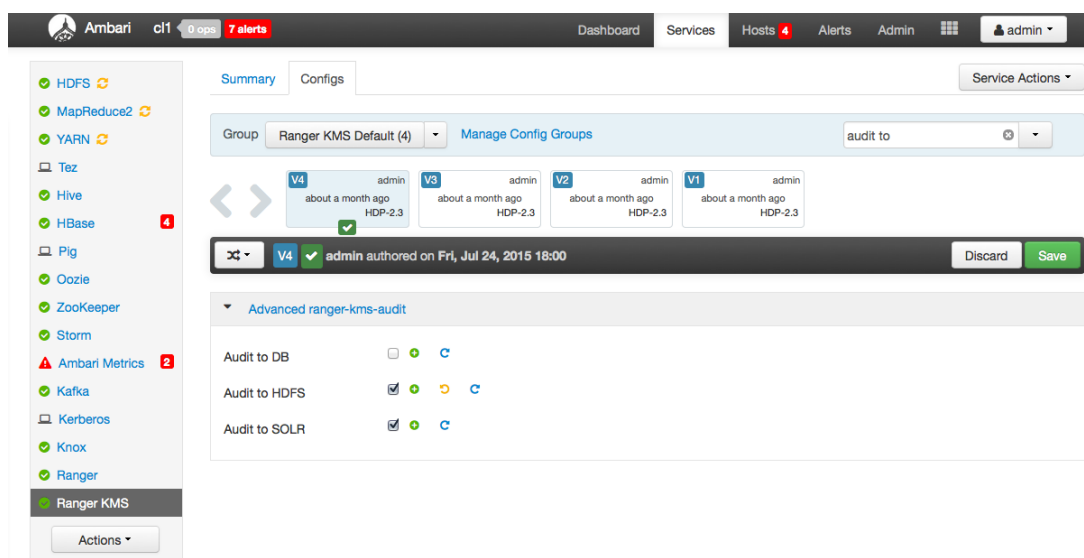 Ambari cl1 0 ops 7 alerts Dashboard Services Hosts 4 Alerts Admin admin
HDFS
MapReduce2
YARN
Tez
Hive
HBase 4
Pig
Oozie
ZooKeeper
Storm
Ambari Metrics 2
Kafka
Kerberos
Knox
Ranger
Ranger KMS
Actions
Summary Configs Service Actions
Group Ranger KMS Default (4) Manage Config Groups audit to
V4 admin
about a month ago
HDP-2.3
V3 admin
about a month ago
HDP-2.3
V2 admin
about a month ago
HDP-2.3
V1 admin
about a month ago
HDP-2.3
V4 admin authored on Fri, Jul 24, 2015 18:00 Discard Save
Advanced ranger-kms-audit
Audit to DB
Audit to HDFS
Audit to SOLR